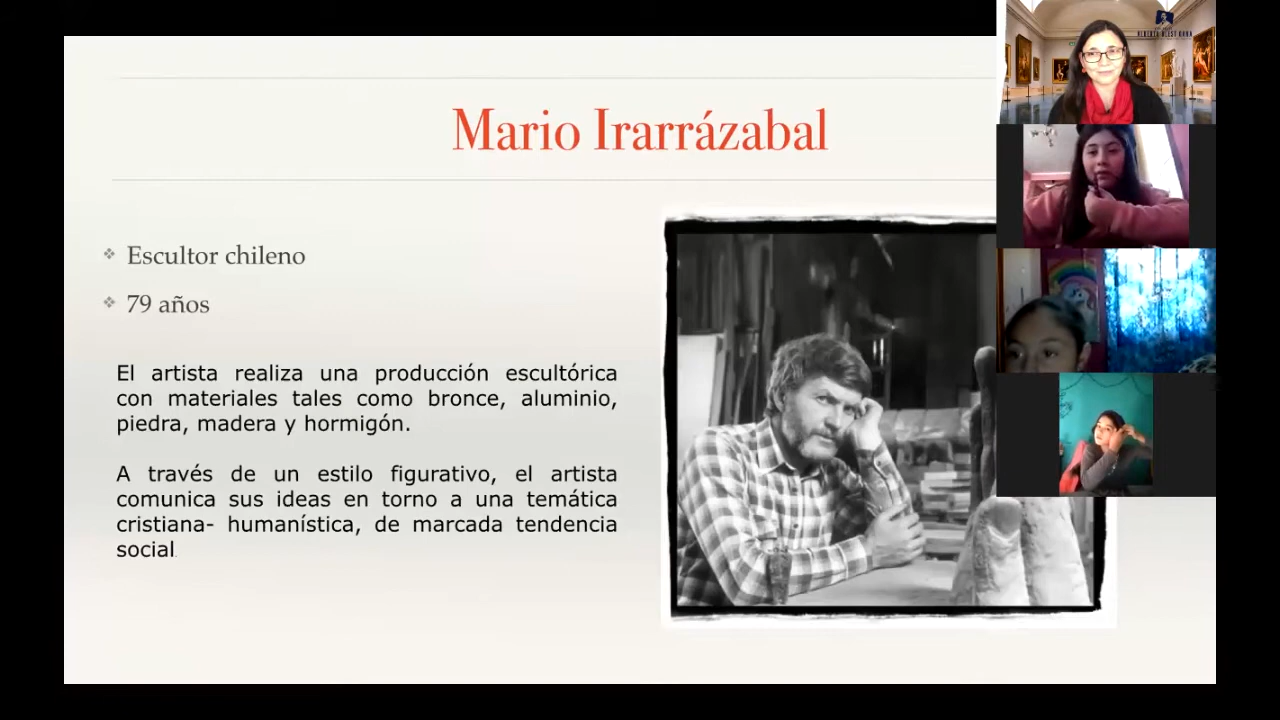 Mario Irarrázabal
Escultor chileno
79 años
El artista realiza una producción escultórica
con materiales tales como bronce, aluminio,
piedra, madera y hormigón.
A través de un estilo figurativo, el artista
comunica sus ideas en torno a una temática
cristiana- humanística, de marcada tendencia
social.